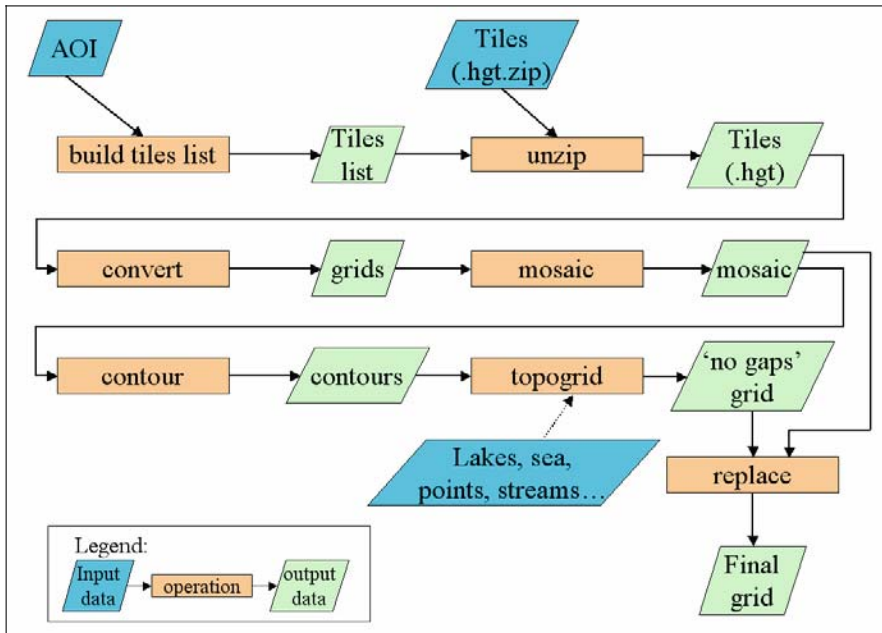 AOI
Tiles
(.hgt.zip)
build tiles list
Tiles
list
unzip
Tiles
(.hgt)
convert
grids
mosaic
mosaic
contour
contours
topogrid
‘no gaps’
grid
Lakes, sea,
points, streams…
replace
Final
grid
Legend:
Input
data
operation
output
data